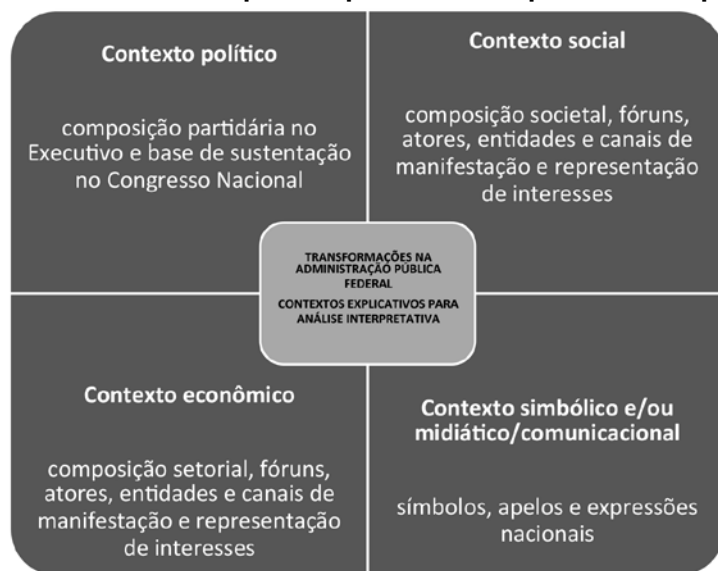 Contexto político
composição partidária no
Executivo e base de sustentação
no Congresso Nacional
Contexto social
composição societal, fóruns,
atores, entidades e canais de
manifestação e representação
de interesses
TRANSFORMAÇÕES NA
ADMINISTRAÇÃO PÚBLICA
FEDERAL
CONTEXTOS EXPLICATIVOS PARA
ANÁLISE INTERPRETATIVA
Contexto econômico
composição setorial, fóruns,
atores, entidades e canais de
manifestação e representação
de interesses
Contexto simbólico e/ou
midiático/comunicacional
símbolos, apelos e expressões
nacionais